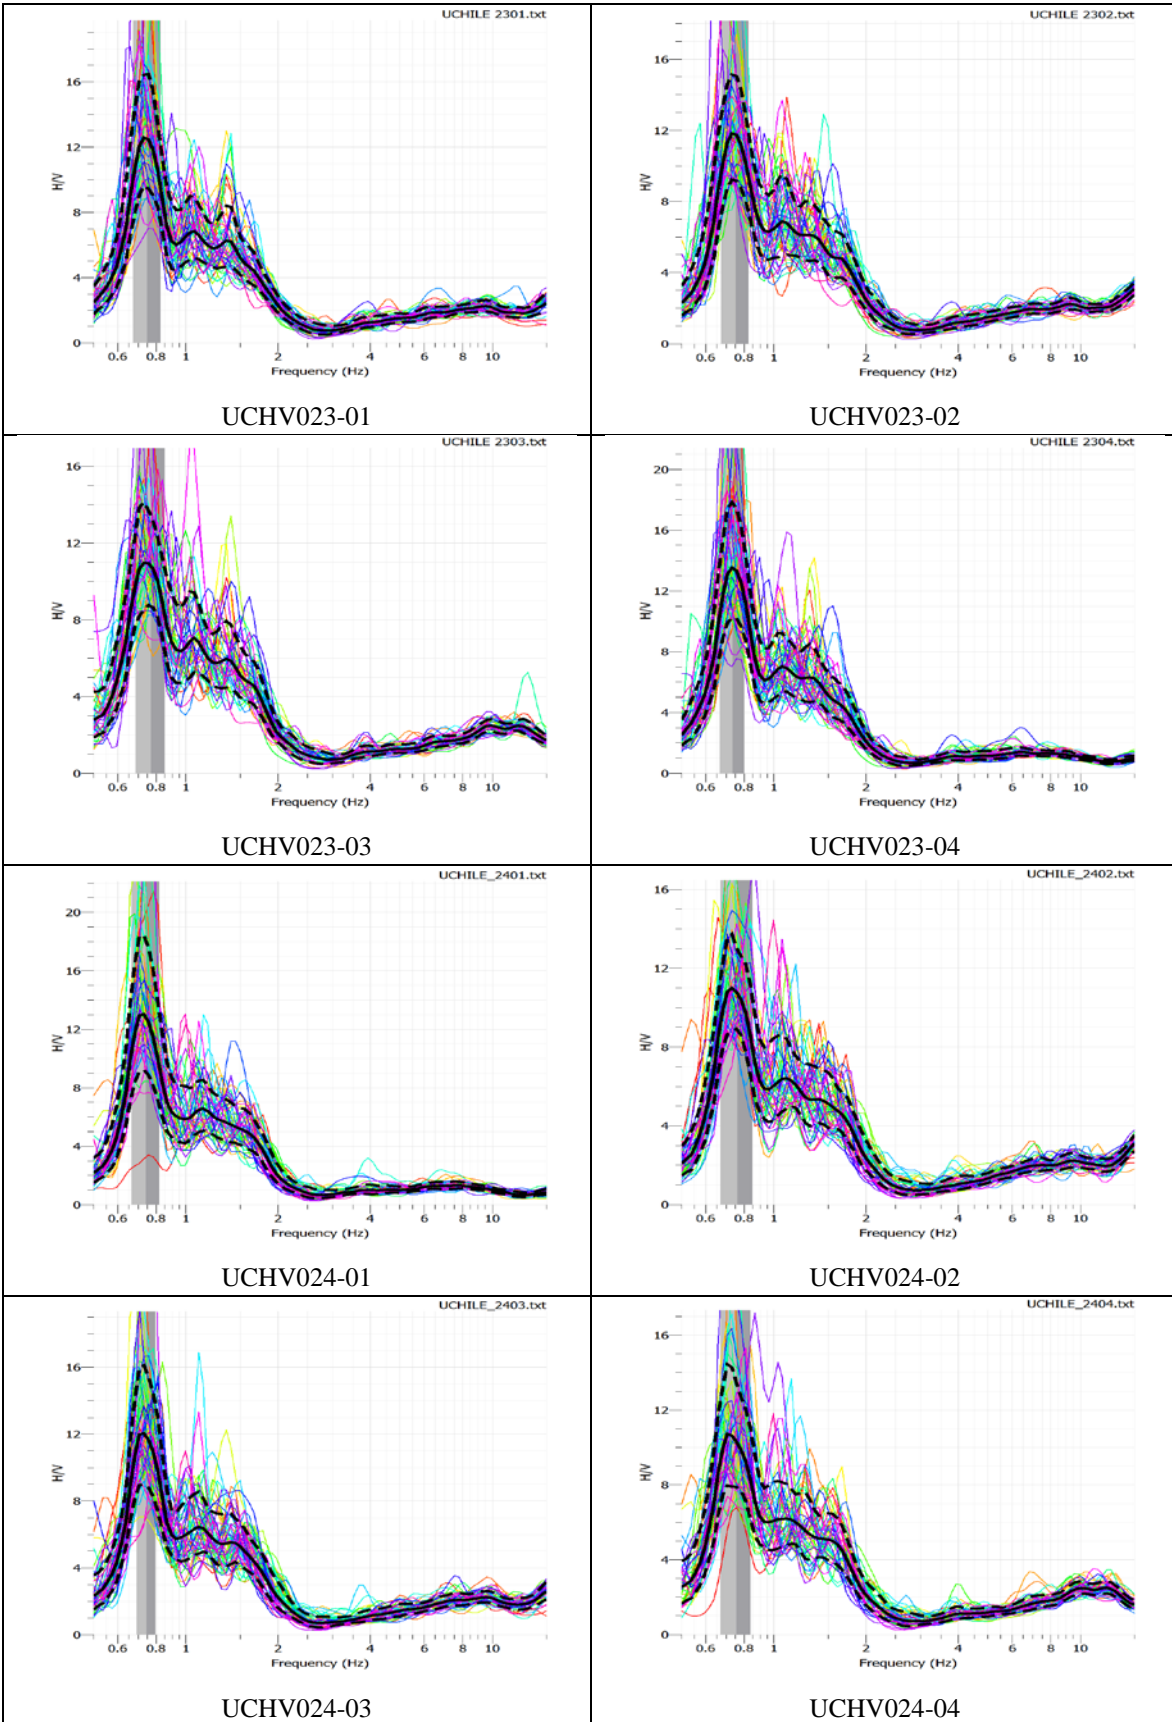 UCHILE 2301.txt
16
12
8
4
0
H/V
0.6 0.8 1 2 4 6 8 10
Frequency (Hz)
UCHV023-01
UCHILE 2302.txt
16
12
8
4
0
H/V
0.6 0.8 1 2 4 6 8 10
Frequency (Hz)
UCHV023-02
UCHILE 2303.txt
16
12
8
4
0
H/V
0.6 0.8 1 2 4 6 8 10
Frequency (Hz)
UCHV023-03
UCHILE 2304.txt
20
16
12
8
4
0
H/V
0.6 0.8 1 2 4 6 8 10
Frequency (Hz)
UCHV023-04
UCHILE_2401.txt
20
16
12
8
4
0
H/V
0.6 0.8 1 2 4 6 8 10
Frequency (Hz)
UCHV024-01
UCHILE_2402.txt
16
12
8
4
0
H/V
0.6 0.8 1 2 4 6 8 10
Frequency (Hz)
UCHV024-02
UCHILE_2403.txt
16
12
8
4
0
H/V
0.6 0.8 1 2 4 6 8 10
Frequency (Hz)
UCHV024-03
UCHILE_2404.txt
16
12
8
4
0
H/V
0.6 0.8 1 2 4 6 8 10
Frequency (Hz)
UCHV024-04